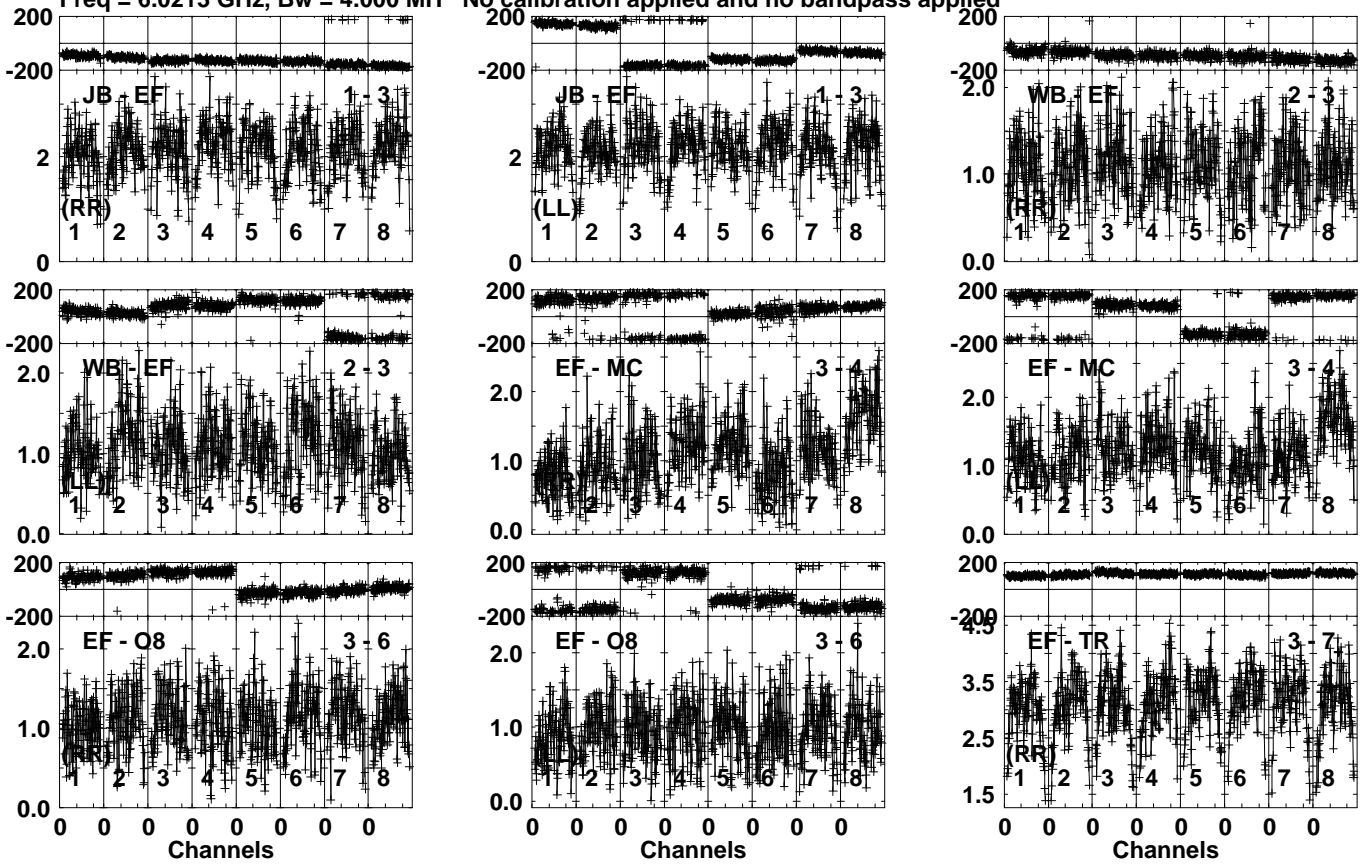 Freq = 6.0213 GHz, Bw = 4.000 MH No calibration applied and no bandpass applied
200 200 200
-200 -200 -200
JB - EF 1 - 3 JB - EF 1 - 3 2.0 WB - EF 2 - 3
2 2 1.0
(RR) (LL) (RR)
1 2 3 4 5 6 7 8 1 2 3 4 5 6 7 8 1 2 3 4 5 6 7 8
0 0 0.0
200 200 200
-200 -200 -200
WB - EF 2 - 3 EF - MC 3 - 4 EF - MC 3 - 4
2.0 2.0 2.0
1.0 1.0 1.0
(LL) (RR) (LL)
1 2 3 4 5 6 7 8 1 2 3 4 5 6 7 8 1 2 3 4 5 6 7 8
0.0 0.0 0.0
200 200 200
-200 -200 -200
EF - O8 3 - 6 EF - O8 3 - 6 4.5 EF - TR 3 - 7
2.0 2.0 3.5
1.0 1.0 2.5
(RR) (LL) (RR)
1 2 3 4 5 6 7 8 1 2 3 4 5 6 7 8 1 2 3 4 5 6 7 8
0.0 0.0 1.5
0 0 0 0 0 0 0 0 0 0 0 0 0 0 0 0 0 0 0 0 0 0 0 0
Channels Channels Channels